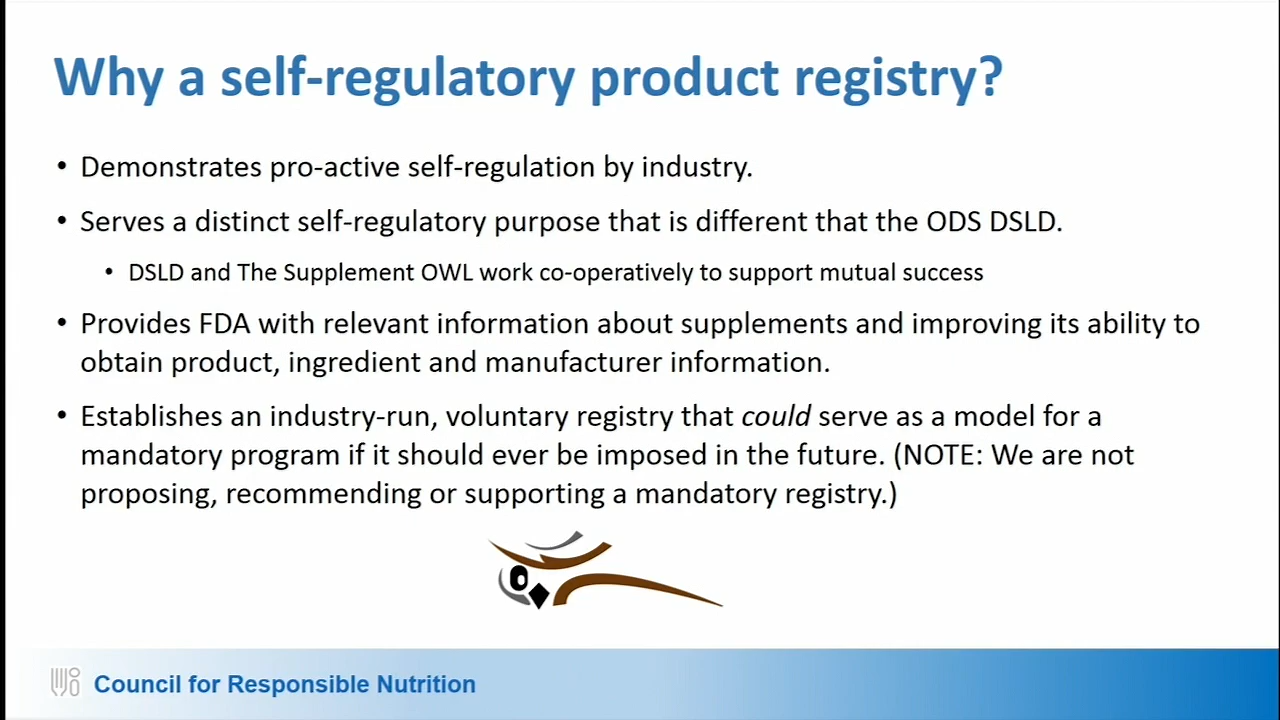 Why a self-regulatory product registry?
• Demonstrates pro-active self-regulation by industry.
• Serves a distinct self-regulatory purpose that is different that the ODS DSLD.
• DSLD and The Supplement OWL work co-operatively to support mutual success
• Provides FDA with relevant information about supplements and improving its ability to
obtain product, ingredient and manufacturer information.
• Establishes an industry-run, voluntary registry that could serve as a model for a
mandatory program if it should ever be imposed in the future. (NOTE: We are not
proposing, recommending or supporting a mandatory registry.)
Council for Responsible Nutrition